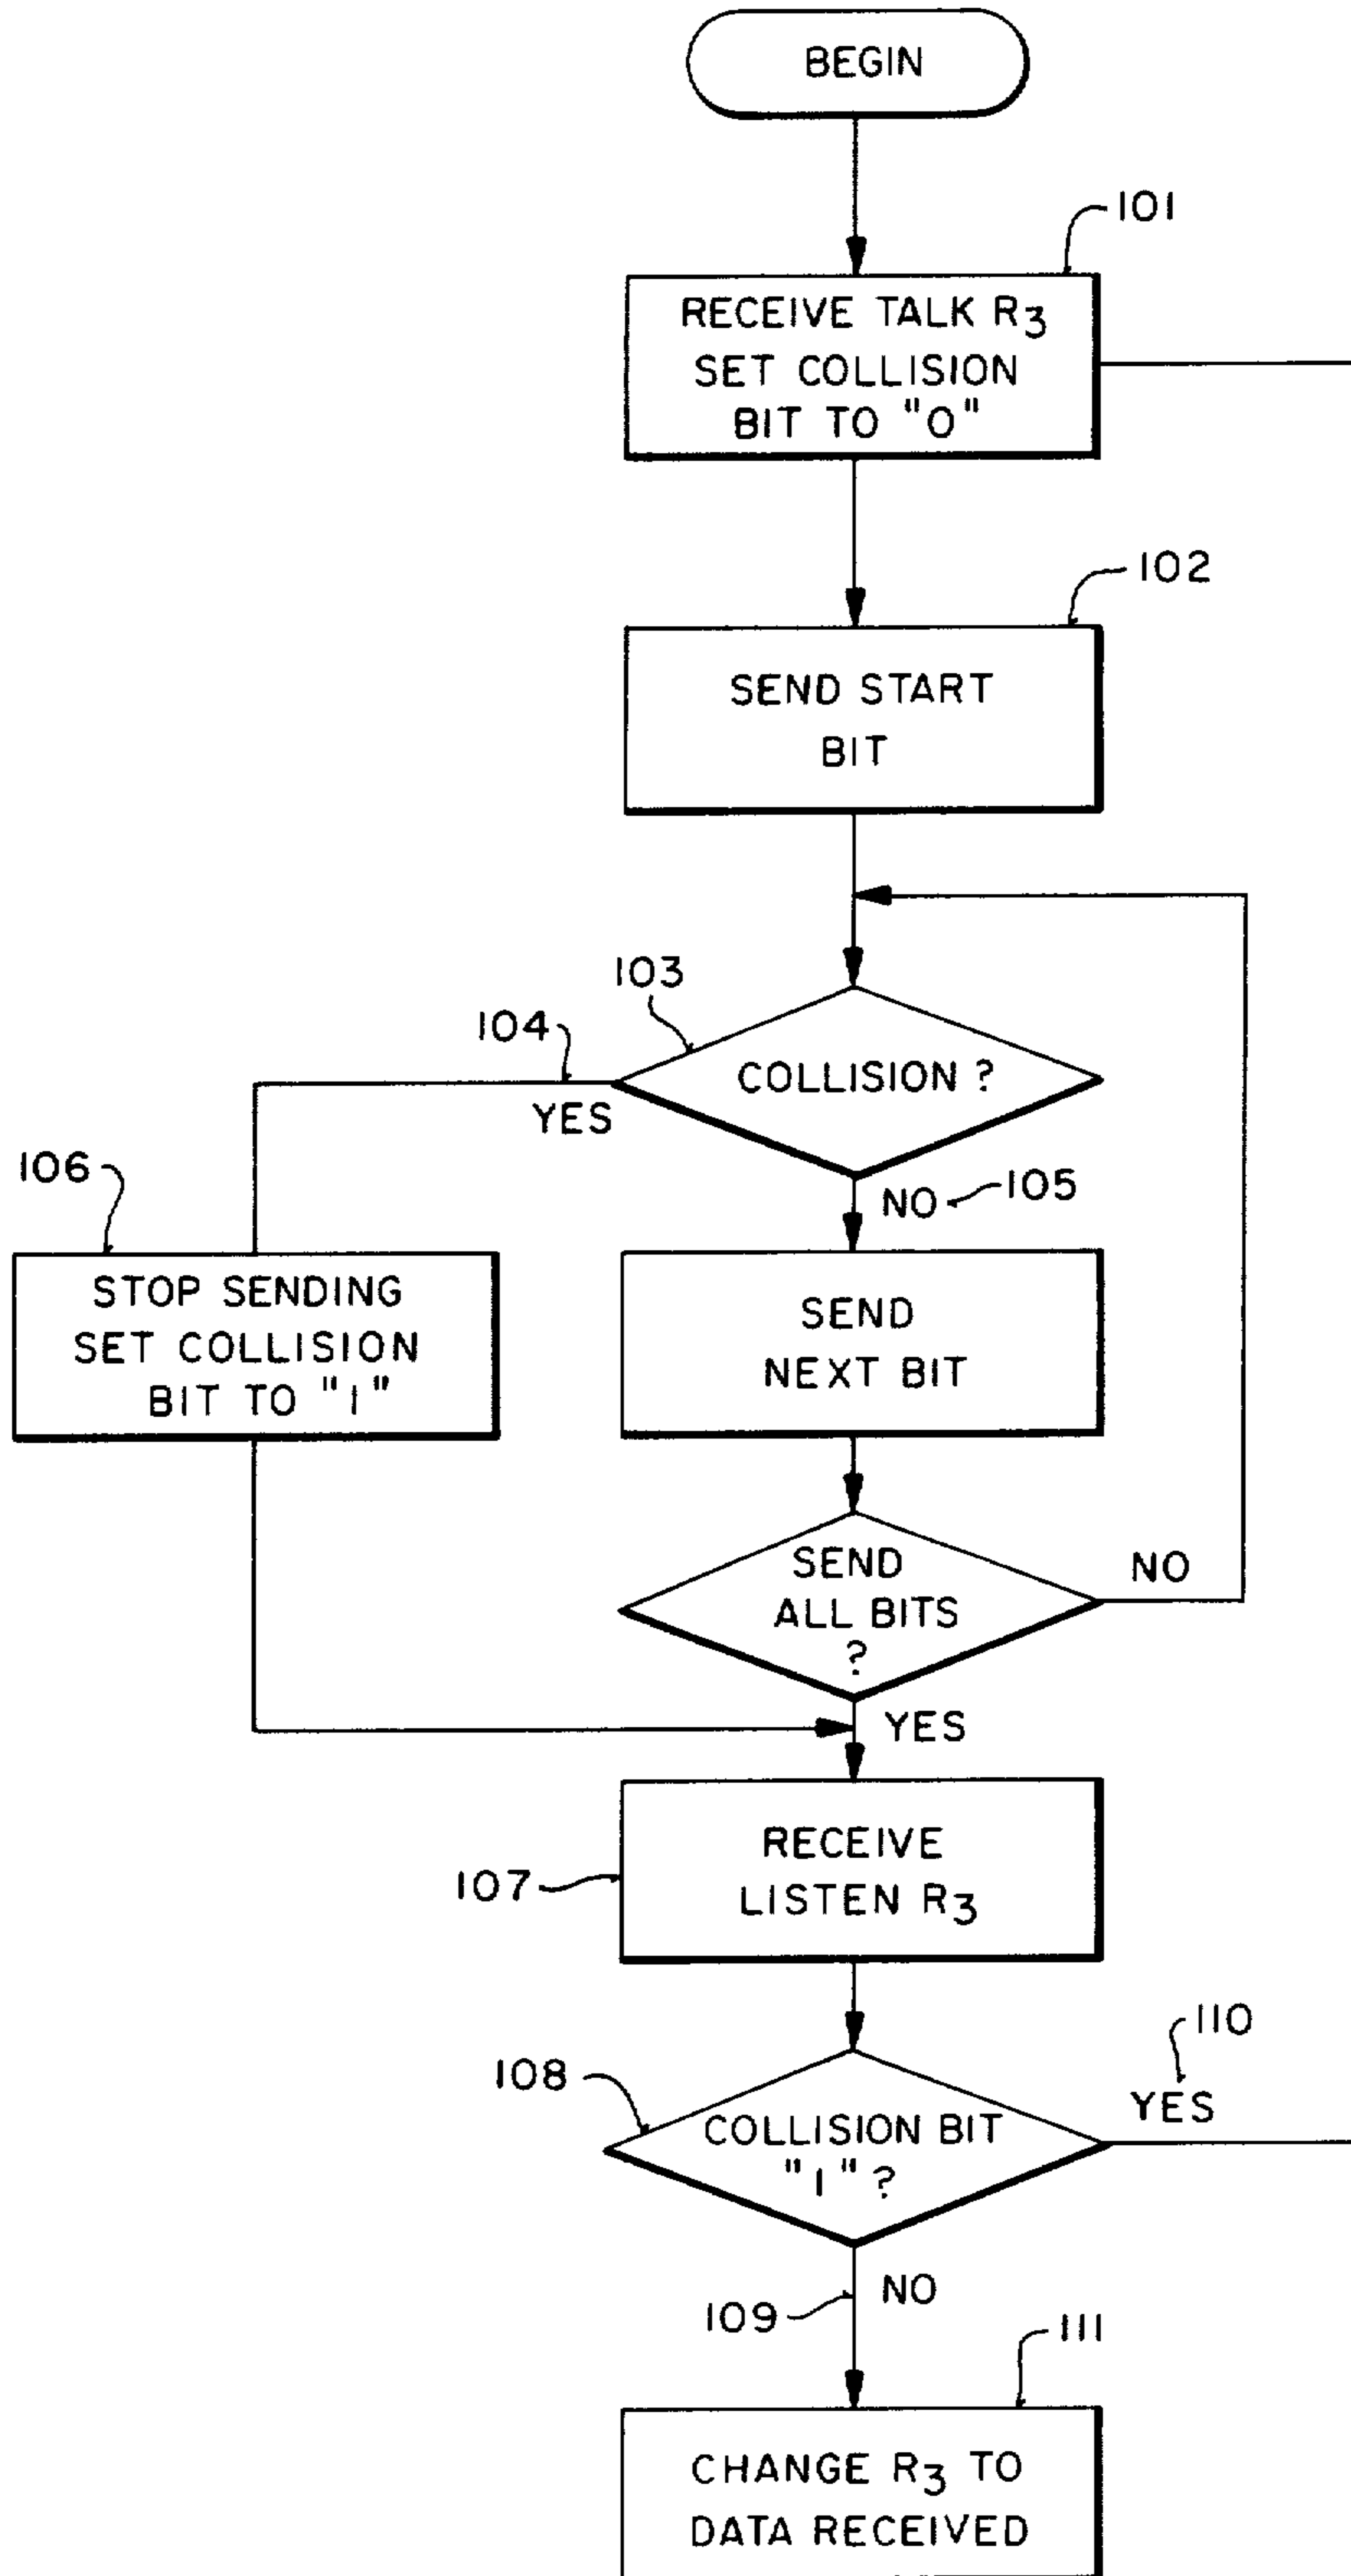 BEGIN
101
RECEIVE TALK R3
SET COLLISION
BIT TO "0"
102
SEND START
BIT
103
104
COLLISION ?
YES
NO
105
106
STOP SENDING
SET COLLISION
BIT TO "1"
SEND
NEXT BIT
SEND
ALL BITS
?
NO
YES
107
RECEIVE
LISTEN R3
108
110
COLLISION BIT
"1" ?
YES
109
NO
111
CHANGE R3 TO
DATA RECEIVED